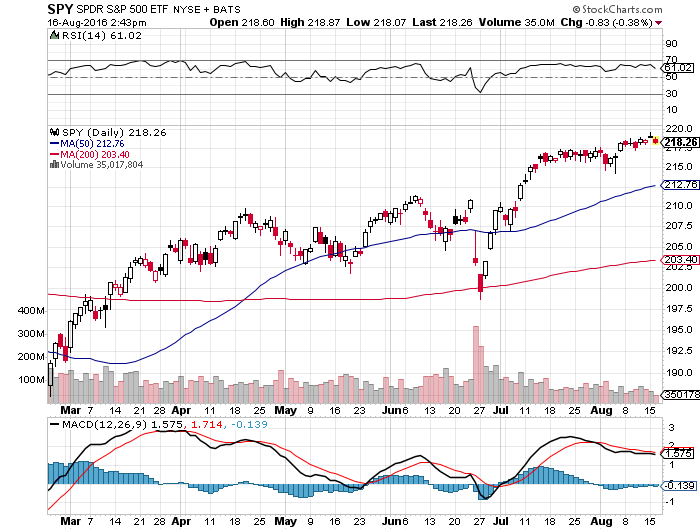 SPY SPDR S&P 500 ETF NYSE + BATS © StockCharts.com
16-Aug-2016 2:43pm Open 218.60 High 218.87 Low 218.07 Last 218.26 Volume 35.0M Chg -0.83 (-0.38%)
RSI(14) 61.02
90
70
61.02
50
30
10
SPY (Daily) 218.26
MA(50) 212.76
MA(200) 203.40
Volume 35,017,804
220.0
218.26
217.5
215.0
212.76
210.0
207.5
205.0
203.40
202.5
200.0
197.5
195.0
192.5
190.0
400M
300M
200M
100M
350178
Mar 7 14 21 28 Apr 11 18 25 May 9 16 23 Jun 6 13 20 27 Jul 11 18 25 Aug 8 15
MACD(12,26,9) 1.575, 1.714, -0.139
3
2
1.575
1
-0.139
-1
Mar 7 14 21 28 Apr 11 18 25 May 9 16 23 Jun 6 13 20 27 Jul 11 18 25 Aug 8 15